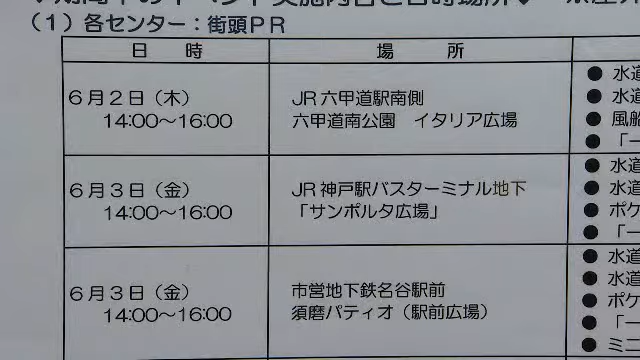 (1)各センター:街頭PR
日 時 場 所
6月2日(木) JR六甲道駅南側 ● 水道
14:00~16:00 六甲道南公園 イタリア広場 ● 風船
6月3日(金) JR神戸駅バスターミナル地下 ● 水道
14:00~16:00 「サンポルタ広場」 ● ポケ
6月3日(金) 市営地下鉄名谷駅前 ● 水道
14:00~16:00 須磨パティオ(駅前広場) ● ポケ
● 「一
● ミニ